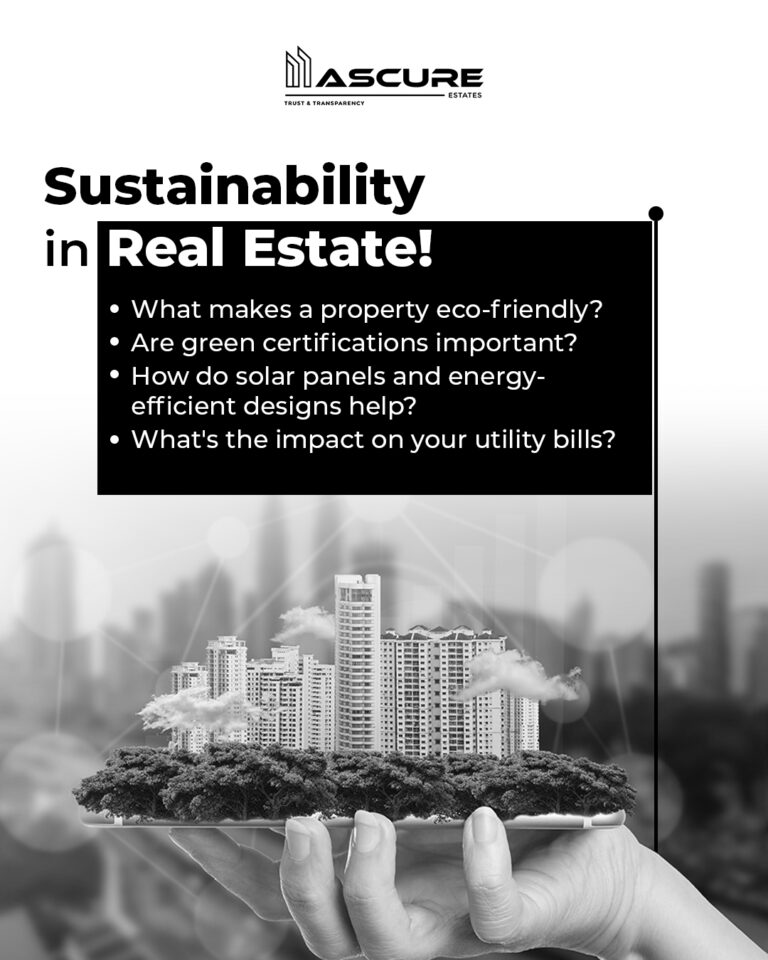 ASCURE
ESTATES
TRUST & TRANSPARENCY
Sustainability
in Real Estate!
• What makes a property eco-friendly?
• Are green certifications important?
• How do solar panels and energy-
efficient designs help?
• What's the impact on your utility bills?